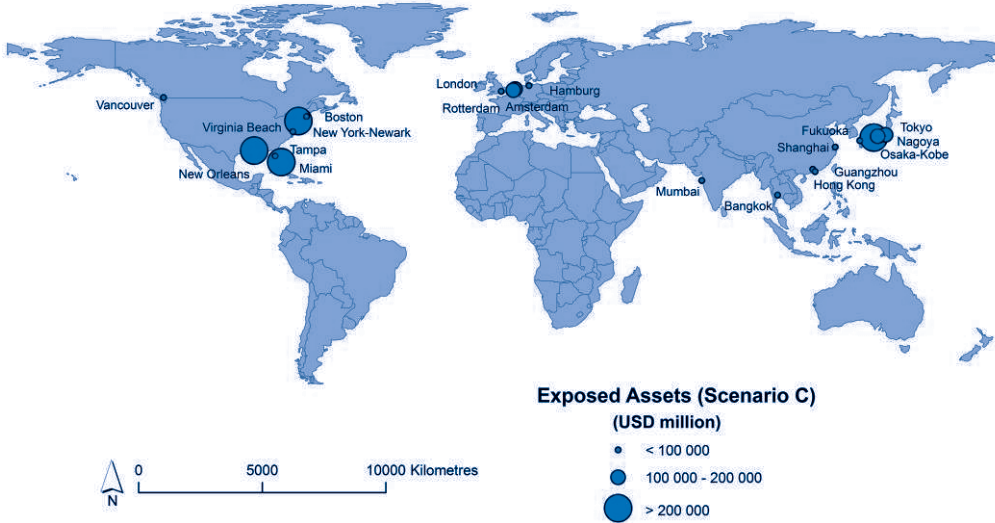 London
Hamburg
Vancouver
Rotterdam
Amsterdam
Boston
Virginia Beach
New York-Newark
Fukuoka
Tokyo
Nagoya
Shanghai
Osaka-Kobe
Tampa
Miami
New Orleans
Guangzhou
Hong Kong
Mumbai
Bangkok
Exposed Assets (Scenario C)
(USD million)
< 100 000
100 000 - 200 000
> 200 000
0 5000 10000 Kilometres
N